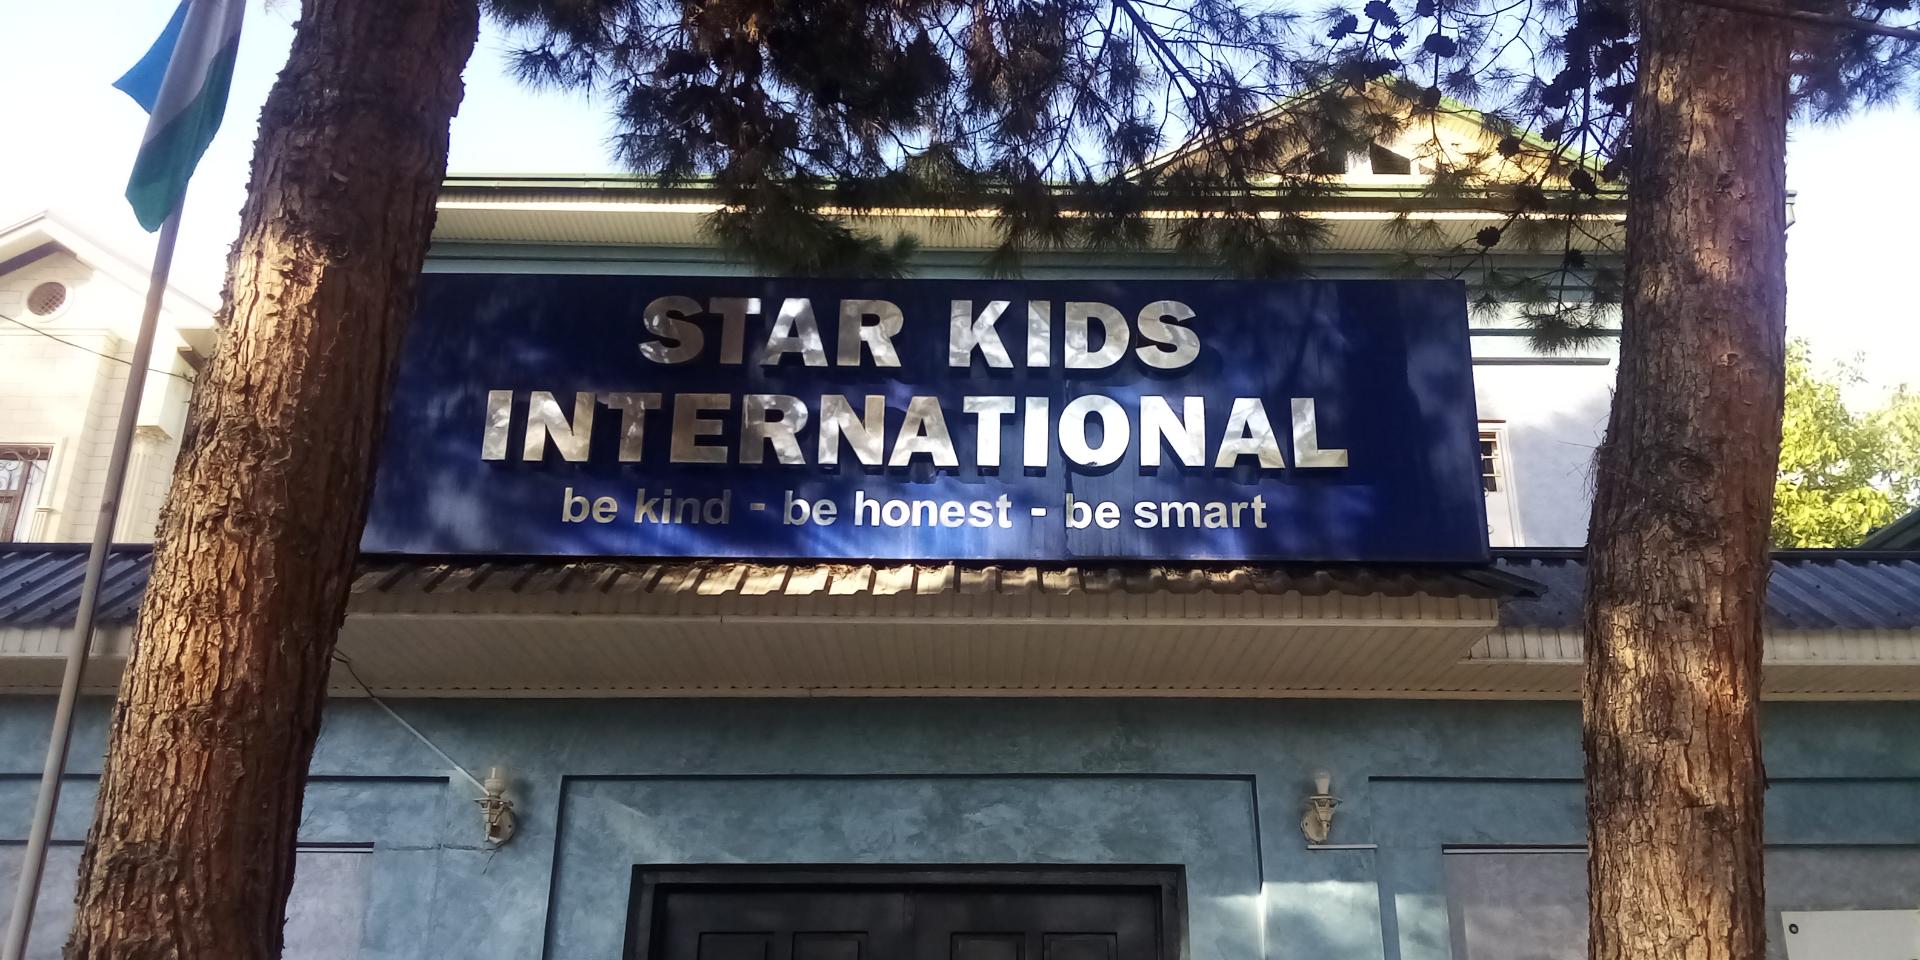 STAR KIDS
INTERNATIONAL
be kind - be honest - be smart